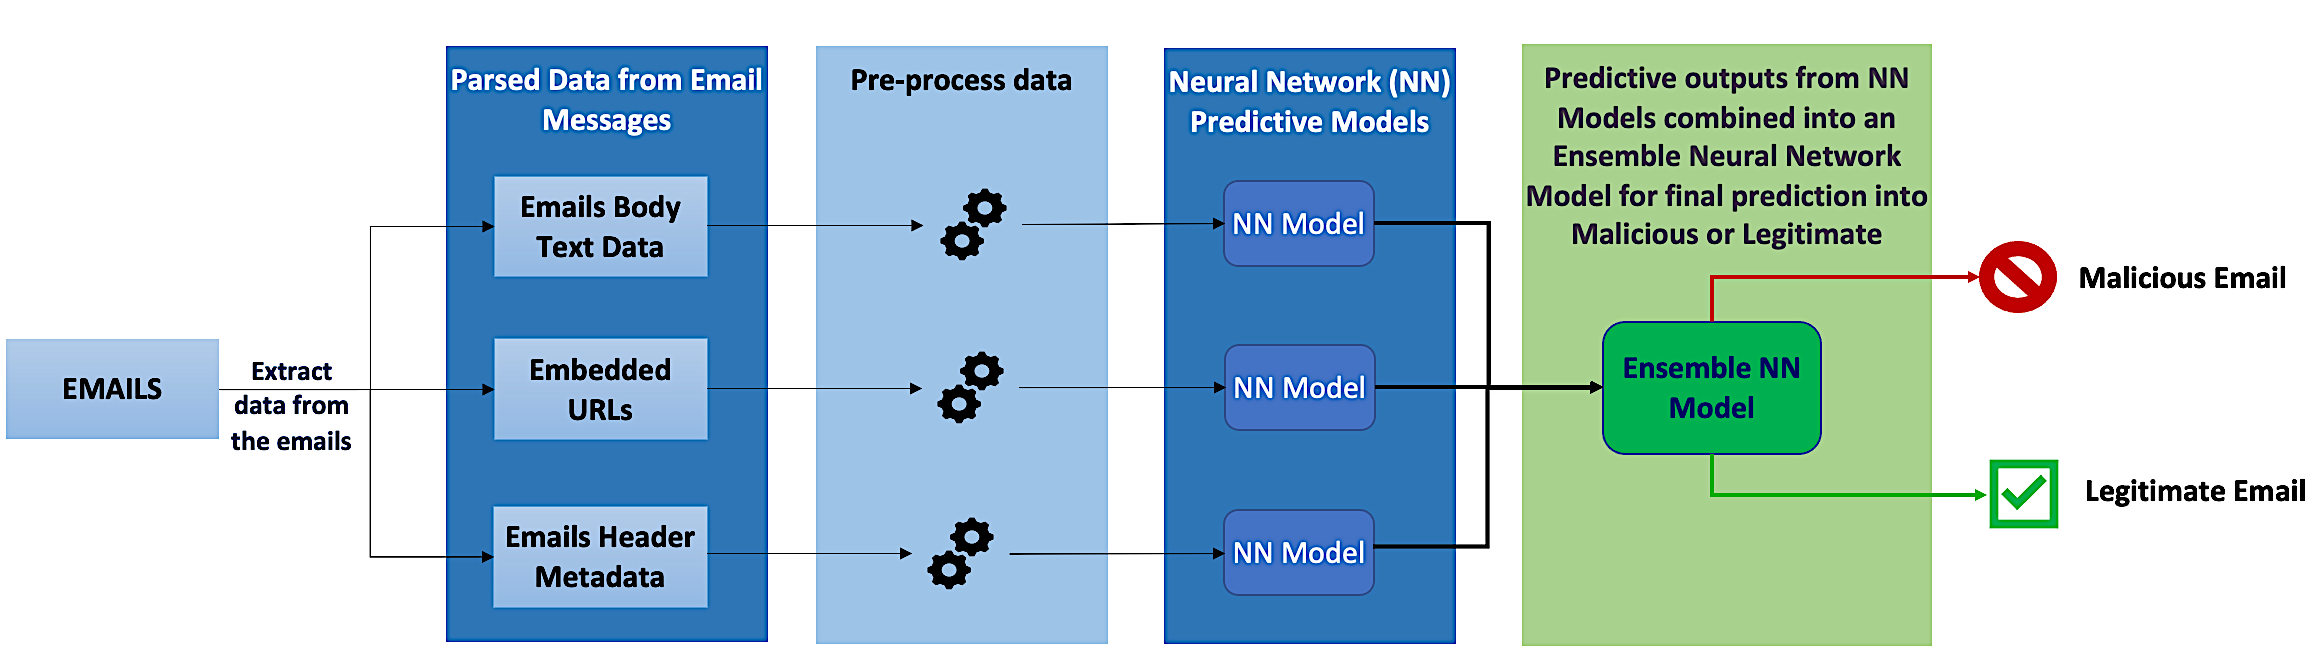 EMAILS
Extract
data from
the emails
Parsed Data from Email
Messages
Emails Body
Text Data
Embedded
URLs
Emails Header
Metadata
Pre-process data
Neural Network (NN)
Predictive Models
NN Model
NN Model
NN Model
Predictive outputs from NN
Models combined into an
Ensemble Neural Network
Model for final prediction into
Malicious or Legitimate
Ensemble NN
Model
Malicious Email
Legitimate Email